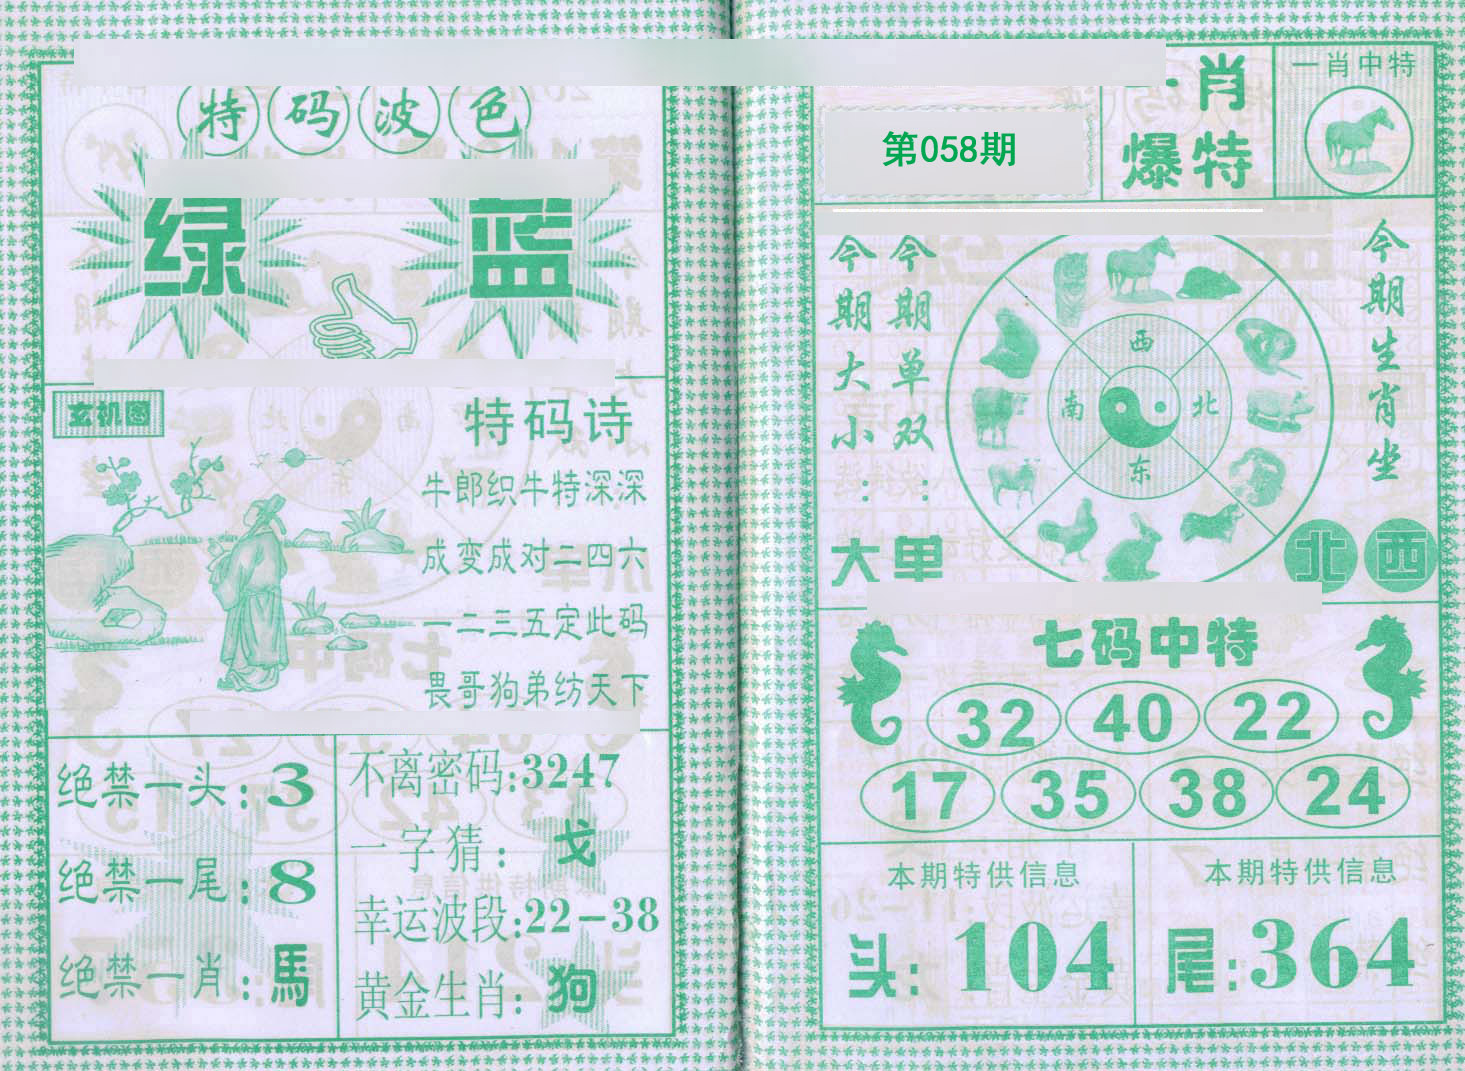 特码波色
绿 蓝
玄机图
特码诗
牛郎织牛特深深
成变成对二四六
一二三五定此码
畏哥狗弟纺天下
绝禁一头:3
绝禁一尾:8
绝禁一肖:馬
不离密码:3247
一字猜:戈
幸运波段:22-38
黄金生肖:狗
第058期
一肖
爆特
一肖中特
今期大小:大
今期单双:单
西
南 北
东
今期生肖坐
北西
七码中特
32 40 22
17 35 38 24
本期特供信息
头:104
本期特供信息
尾:364